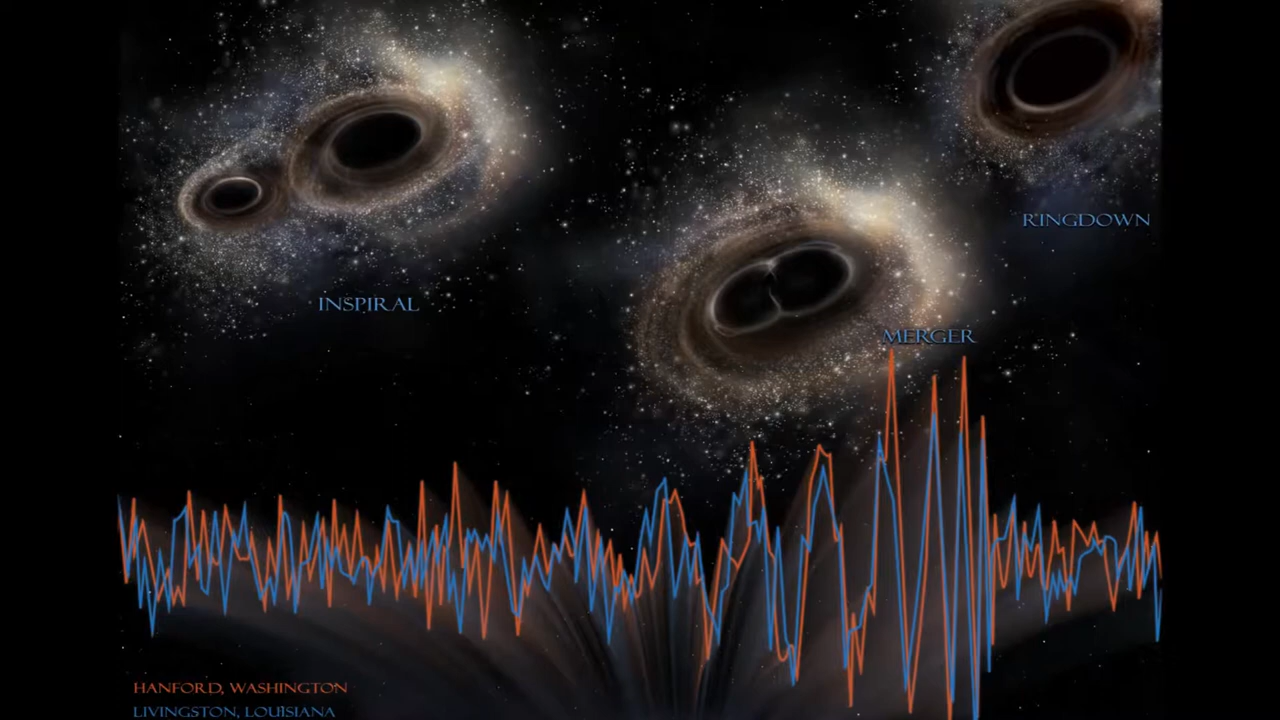 RINGDOWN
INSPIRAL
MERGER
HANFORD, WASHINGTON
LIVINGSTON, LOUISIANA